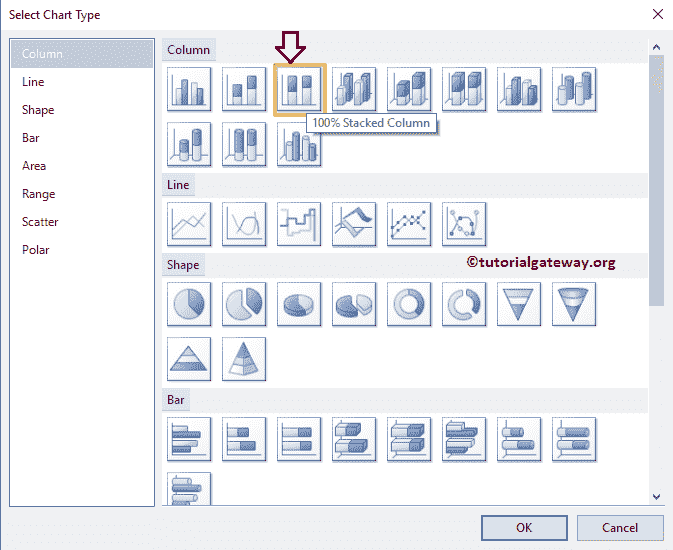 Select Chart Type
Column
Line
Shape
Bar
Area
Range
Scatter
Polar
Column
100% Stacked Column
Line
©tutorialgateway.org
Shape
Bar
OK
Cancel